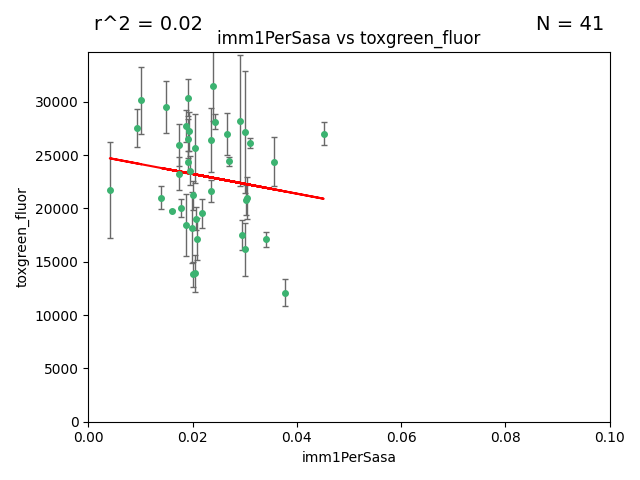 r^2 = 0.02
N = 41
imm1PerSasa vs toxgreen_fluor
toxgreen_fluor
30000
25000
20000
15000
10000
5000
0
0.00 0.02 0.04 0.06 0.08 0.10
imm1PerSasa